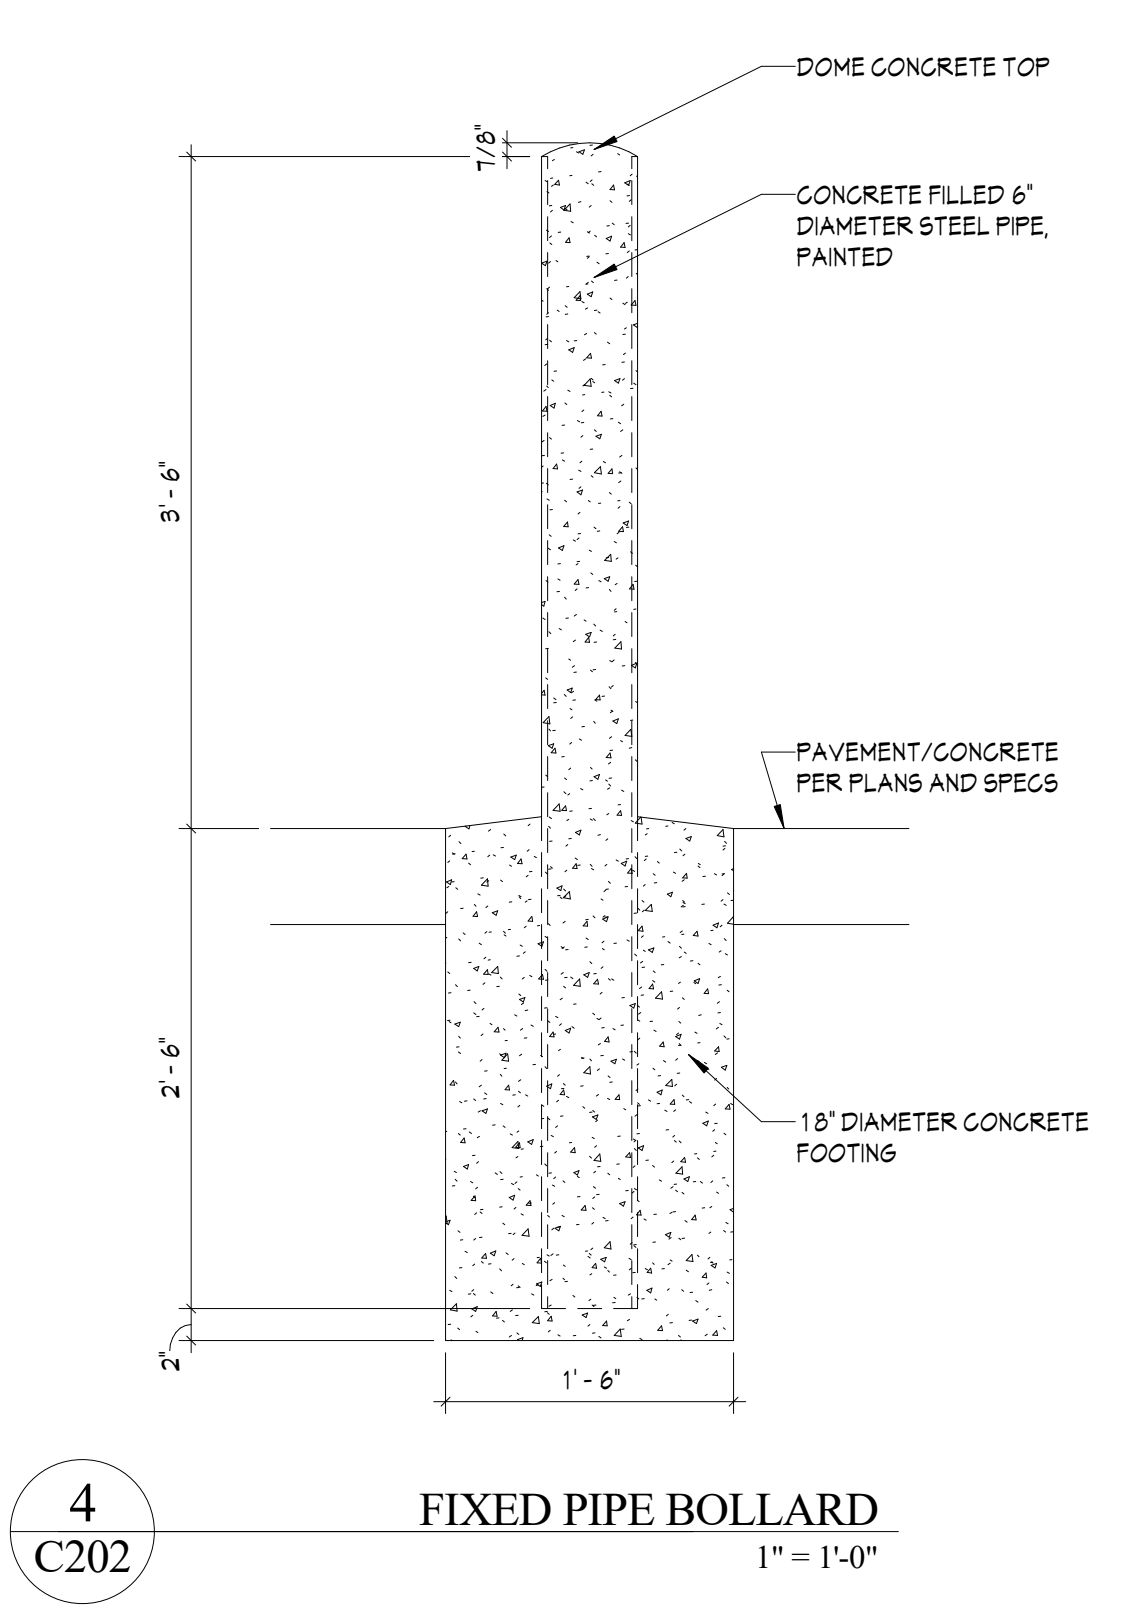 DOME CONCRETE TOP
7/8"
CONCRETE FILLED 6"
DIAMETER STEEL PIPE,
PAINTED
3' - 6"
PAVEMENT/CONCRETE
PER PLANS AND SPECS
2' - 6"
18" DIAMETER CONCRETE
FOOTING
2"
1' - 6"
4
C202
FIXED PIPE BOLLARD
1" = 1'-0"